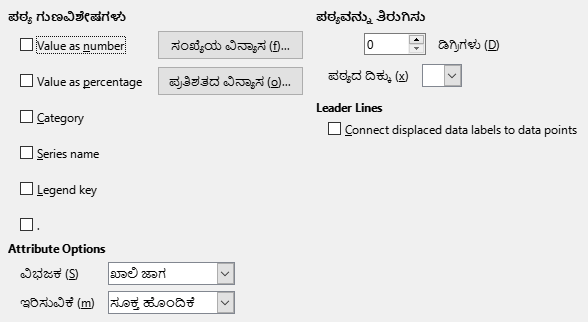 ಪಠ್ಯ ಗುಣವಿಶೇಷಗಳು
Value as number
ಸಂಖ್ಯೆಯ ವಿನ್ಯಾಸ (f)...
Value as percentage
ಪ್ರತಿಶತದ ವಿನ್ಯಾಸ (o)...
Category
Series name
Legend key
.
Attribute Options
ವಿಭಜಕ (S)
ಖಾಲಿ ಜಾಗ
ಇರಿಸುವಿಕೆ (m)
ಸೂಕ್ತ ಹೊಂದಿಕೆ
ಪಠ್ಯವನ್ನು ತಿರುಗಿಸು
0
ಡಿಗ್ರಿಗಳು (D)
ಪಠ್ಯದ ದಿಕ್ಕು (x)
Leader Lines
Connect displaced data labels to data points